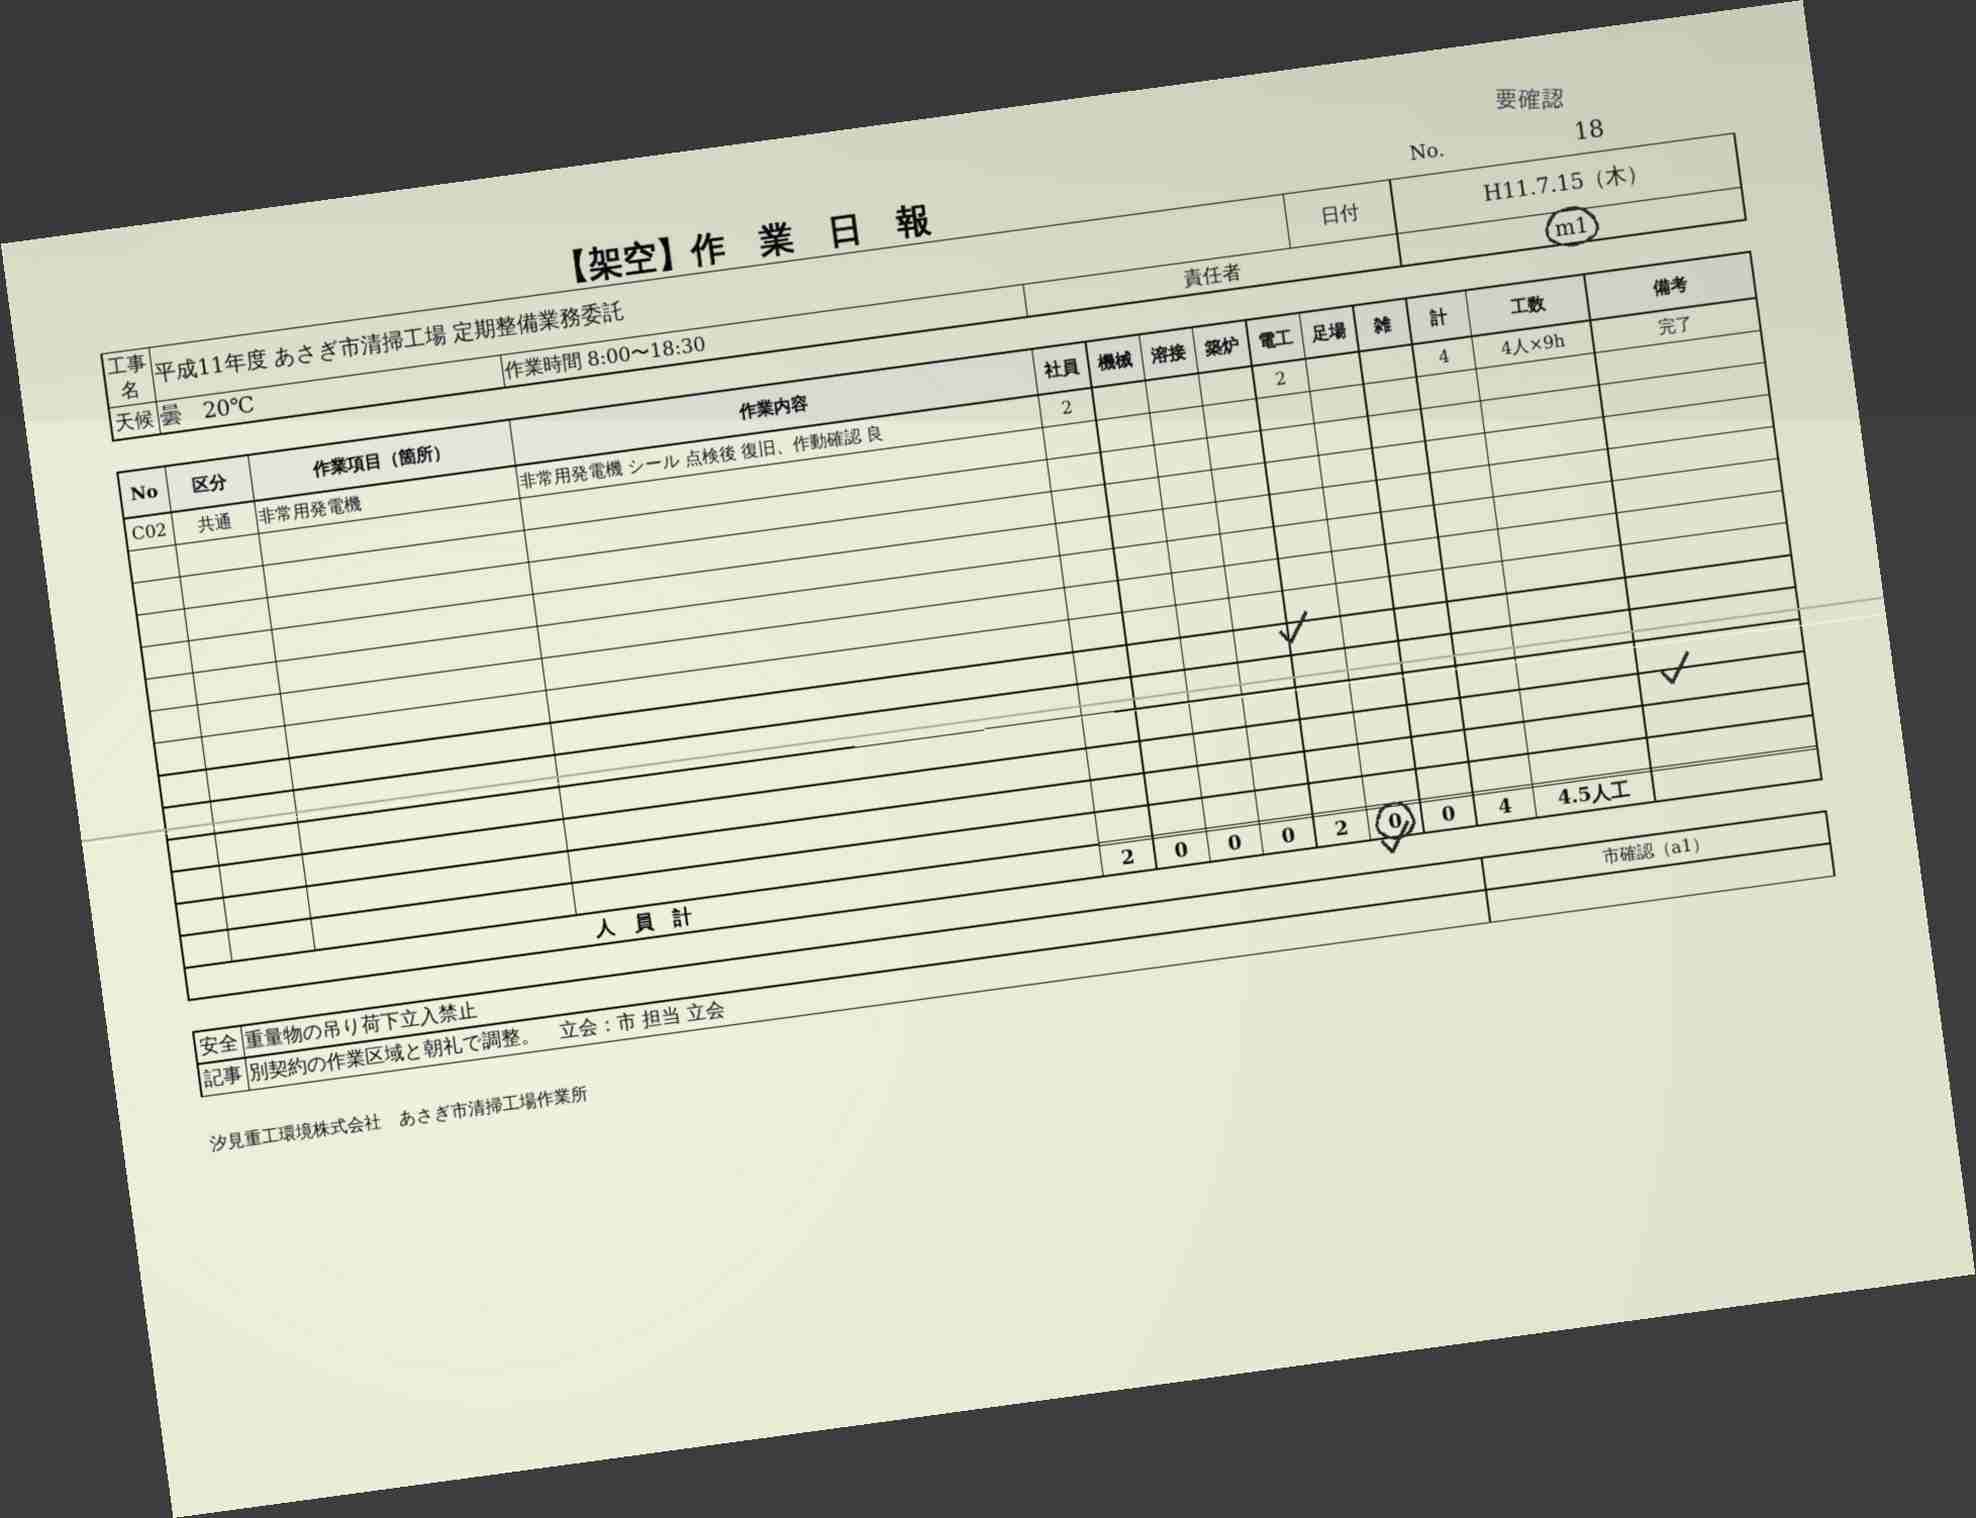 要確認
No. 18
【架空】作 業 日 報
工事名 平成11年度 あさぎ市清掃工場 定期整備業務委託 日付 H11.7.15（木）
天候 曇 20℃ 作業時間 8:00〜18:30 責任者 m1
No 区分 作業項目（箇所） 作業内容 社員 機械 溶接 築炉 電工 足場 雑 計 工数 備考
C02 共通 非常用発電機 非常用発電機 シール 点検後 復旧、作動確認 良 2 2 4 4人×9h 完了
人 員 計 2 0 0 0 2 0 0 4 4.5人工
安全 重量物の吊り荷下立入禁止 市確認（a1）
記事 別契約の作業区域と朝礼で調整。 立会：市 担当 立会
汐見重工環境株式会社 あさぎ市清掃工場作業所